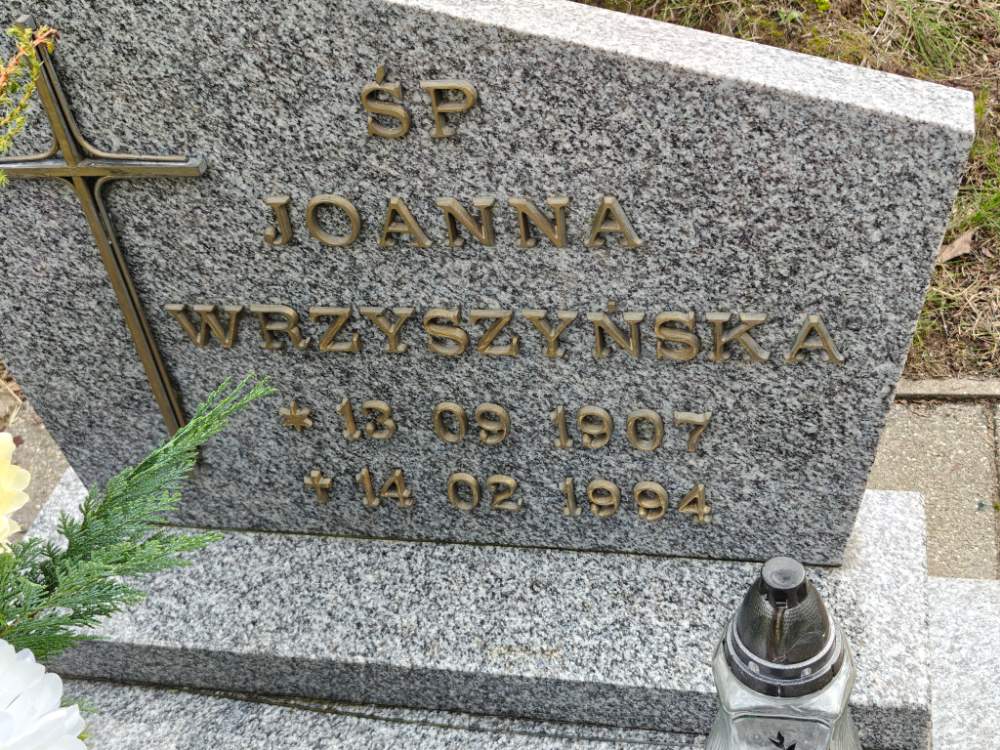 ŚP
JOANNA
WRZYSZYŃSKA
* 13 09 1907
✝ 14 02 1994